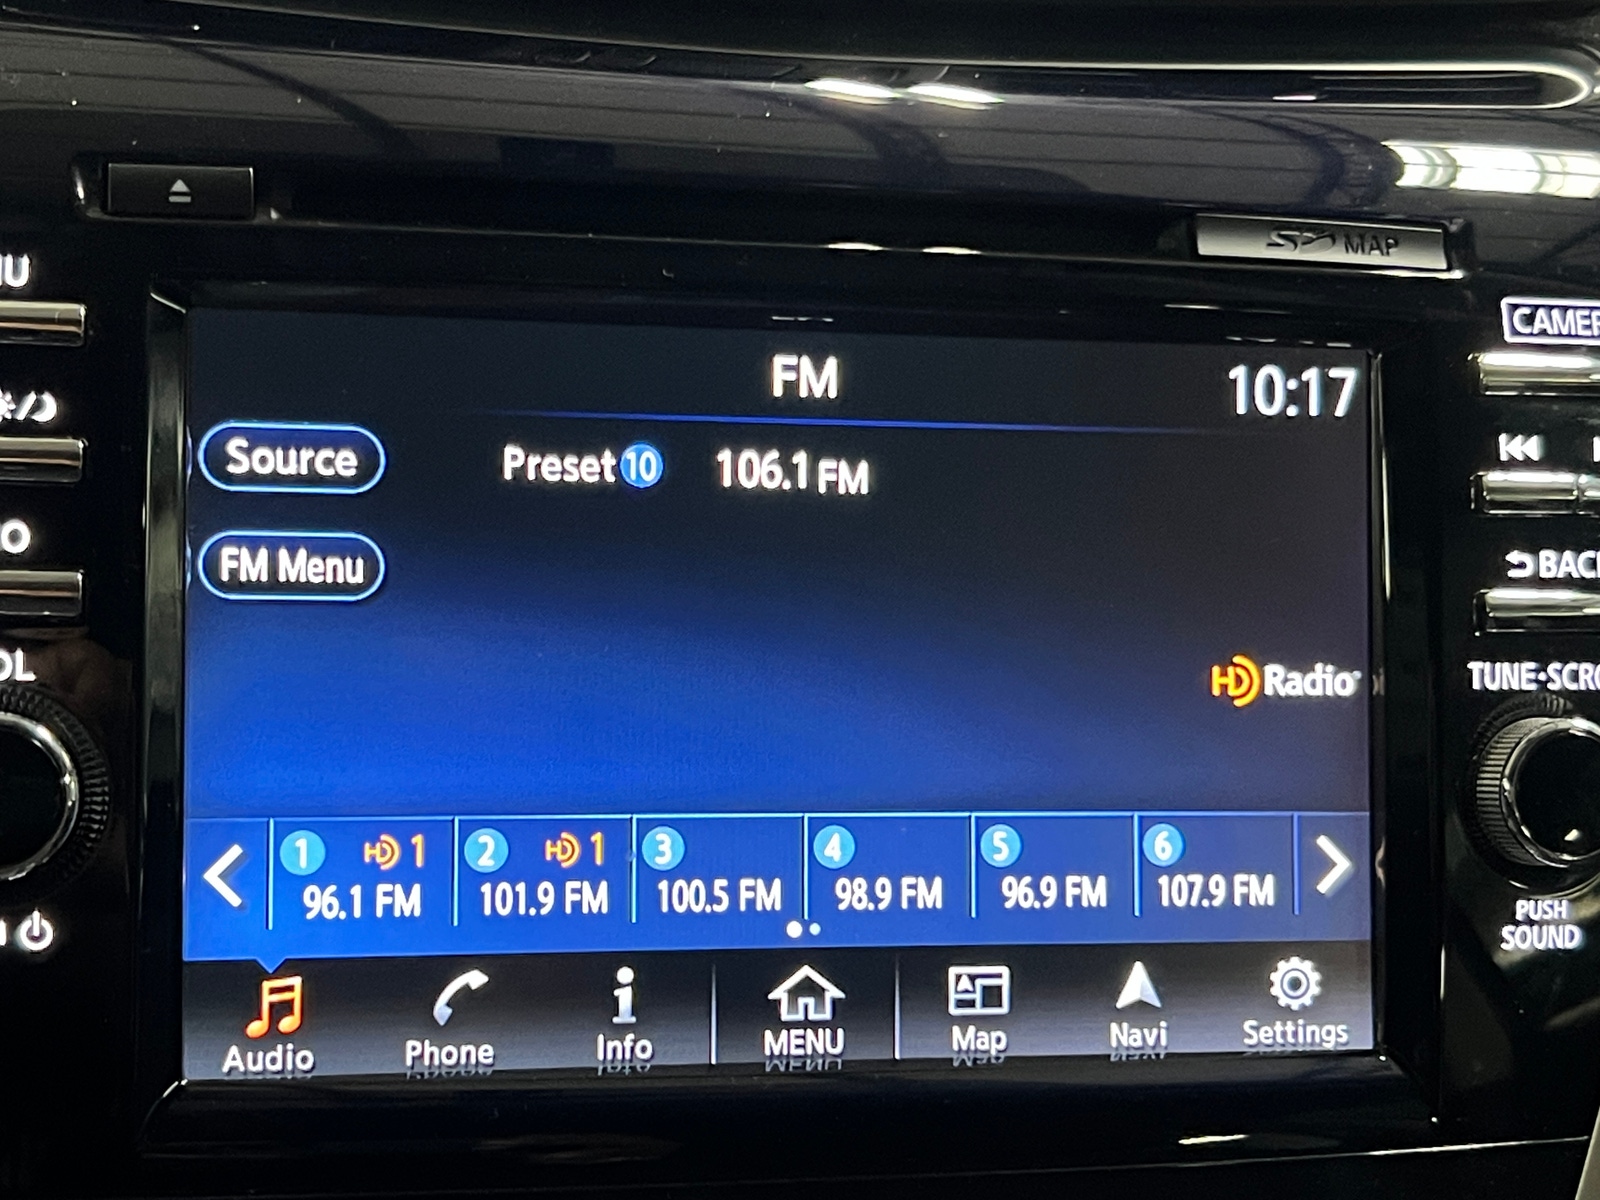 MAP
CAMER
FM
10:17
Source
Preset 10 106.1 FM
FM Menu
BACK
HD Radio
TUNE·SCRO
1 HD 1
96.1 FM
2 HD 1
101.9 FM
3
100.5 FM
4
98.9 FM
5
96.9 FM
6
107.9 FM
PUSH
SOUND
Audio
Phone
Info
MENU
Map
Navi
Settings